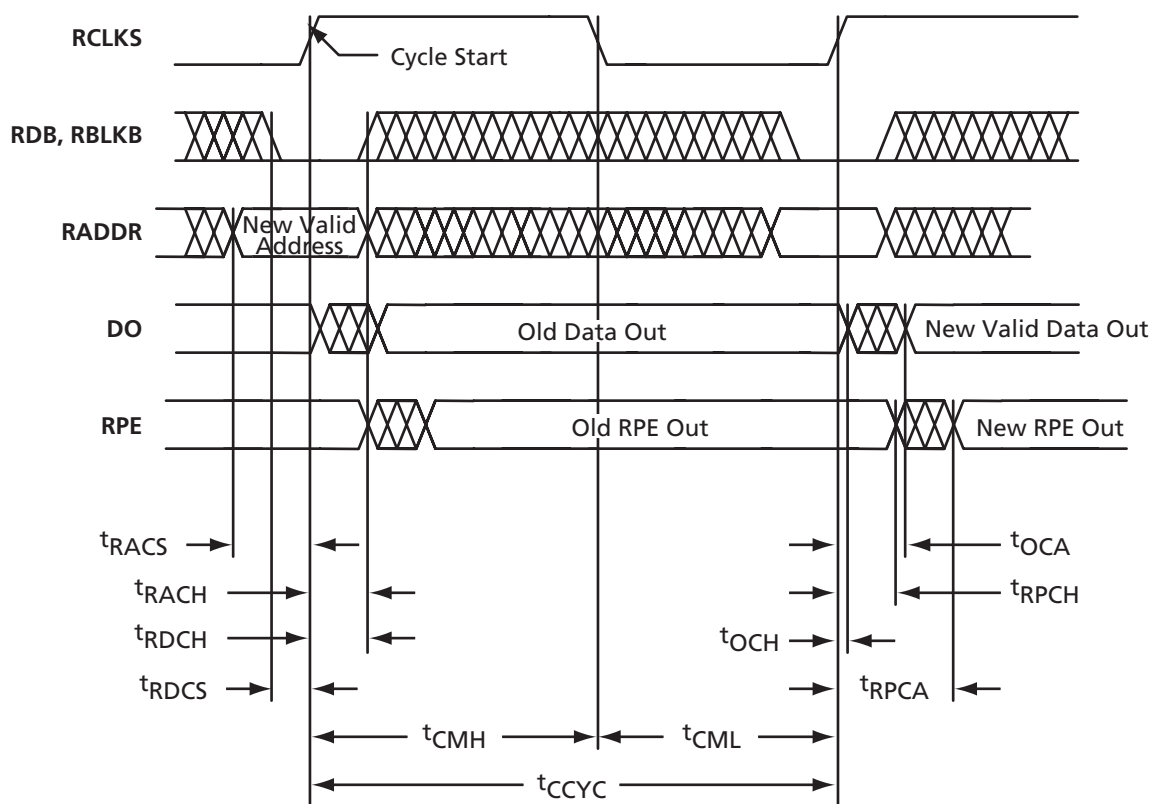 RCLKS
Cycle Start
RDB, RBLKB
RADDR
New Valid
Address
DO
Old Data Out
New Valid Data Out
RPE
Old RPE Out
New RPE Out
tRACS
tOCA
tRACH
tRPCH
tRDCH
tOCH
tRDCS
tRPCA
tCMH
tCML
tCCYC